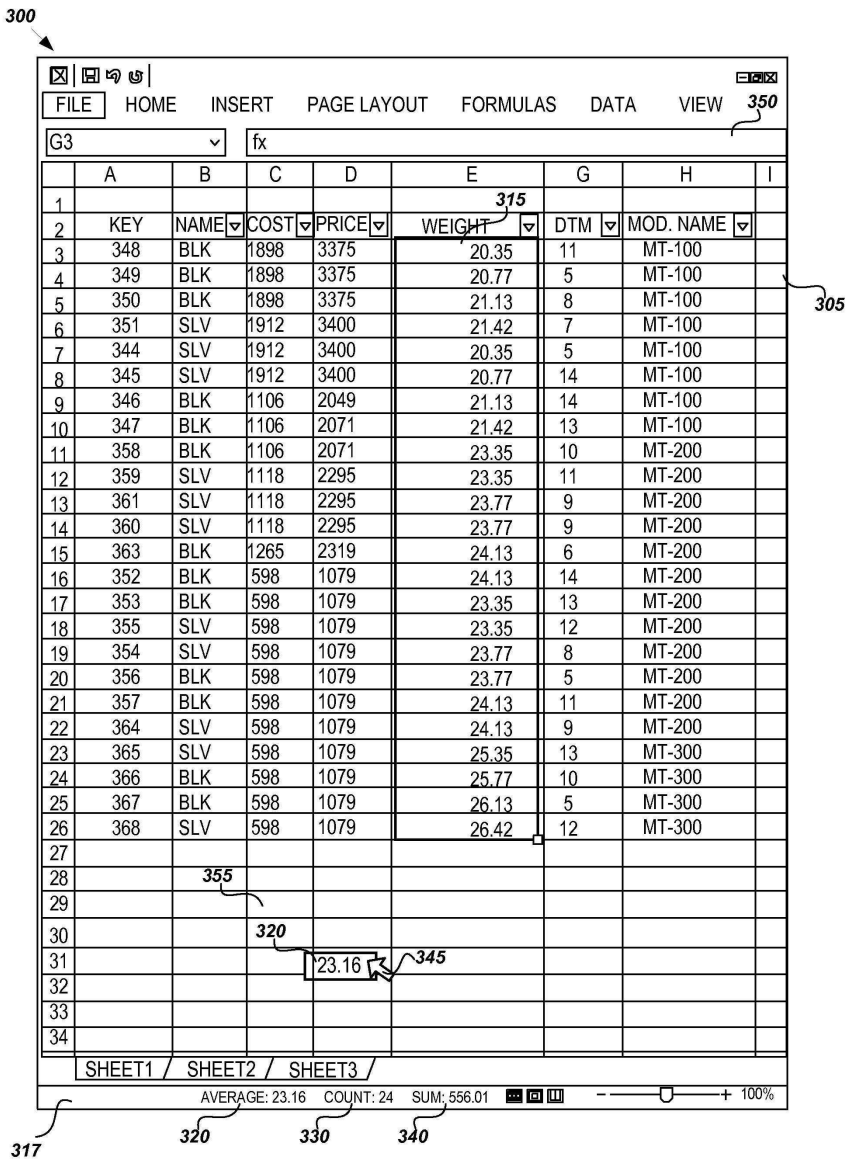 300
FILE HOME INSERT PAGE LAYOUT FORMULAS DATA VIEW 350
G3 fx
A B C D E G H I
1 315
2 KEY NAME COST PRICE WEIGHT DTM MOD. NAME
3 348 BLK 1898 3375 20.35 11 MT-100
4 349 BLK 1898 3375 20.77 5 MT-100
5 350 BLK 1898 3375 21.13 8 MT-100 305
6 351 SLV 1912 3400 21.42 7 MT-100
7 344 SLV 1912 3400 20.35 5 MT-100
8 345 SLV 1912 3400 20.77 14 MT-100
9 346 BLK 1106 2049 21.13 14 MT-100
10 347 BLK 1106 2071 21.42 13 MT-100
11 358 BLK 1106 2071 23.35 10 MT-200
12 359 SLV 1118 2295 23.35 11 MT-200
13 361 SLV 1118 2295 23.77 9 MT-200
14 360 SLV 1118 2295 23.77 9 MT-200
15 363 BLK 1265 2319 24.13 6 MT-200
16 352 BLK 598 1079 24.13 14 MT-200
17 353 BLK 598 1079 23.35 13 MT-200
18 355 SLV 598 1079 23.35 12 MT-200
19 354 SLV 598 1079 23.77 8 MT-200
20 356 BLK 598 1079 23.77 5 MT-200
21 357 BLK 598 1079 24.13 11 MT-200
22 364 SLV 598 1079 24.13 9 MT-200
23 365 SLV 598 1079 25.35 13 MT-300
24 366 BLK 598 1079 25.77 10 MT-300
25 367 BLK 598 1079 26.13 5 MT-300
26 368 SLV 598 1079 26.42 12 MT-300
27
28 355
29
30 320
31 23.16 345
32
33
34
SHEET1 / SHEET2 / SHEET3 /
AVERAGE: 23.16 COUNT: 24 SUM: 556.01 - + 100%
317 320 330 340